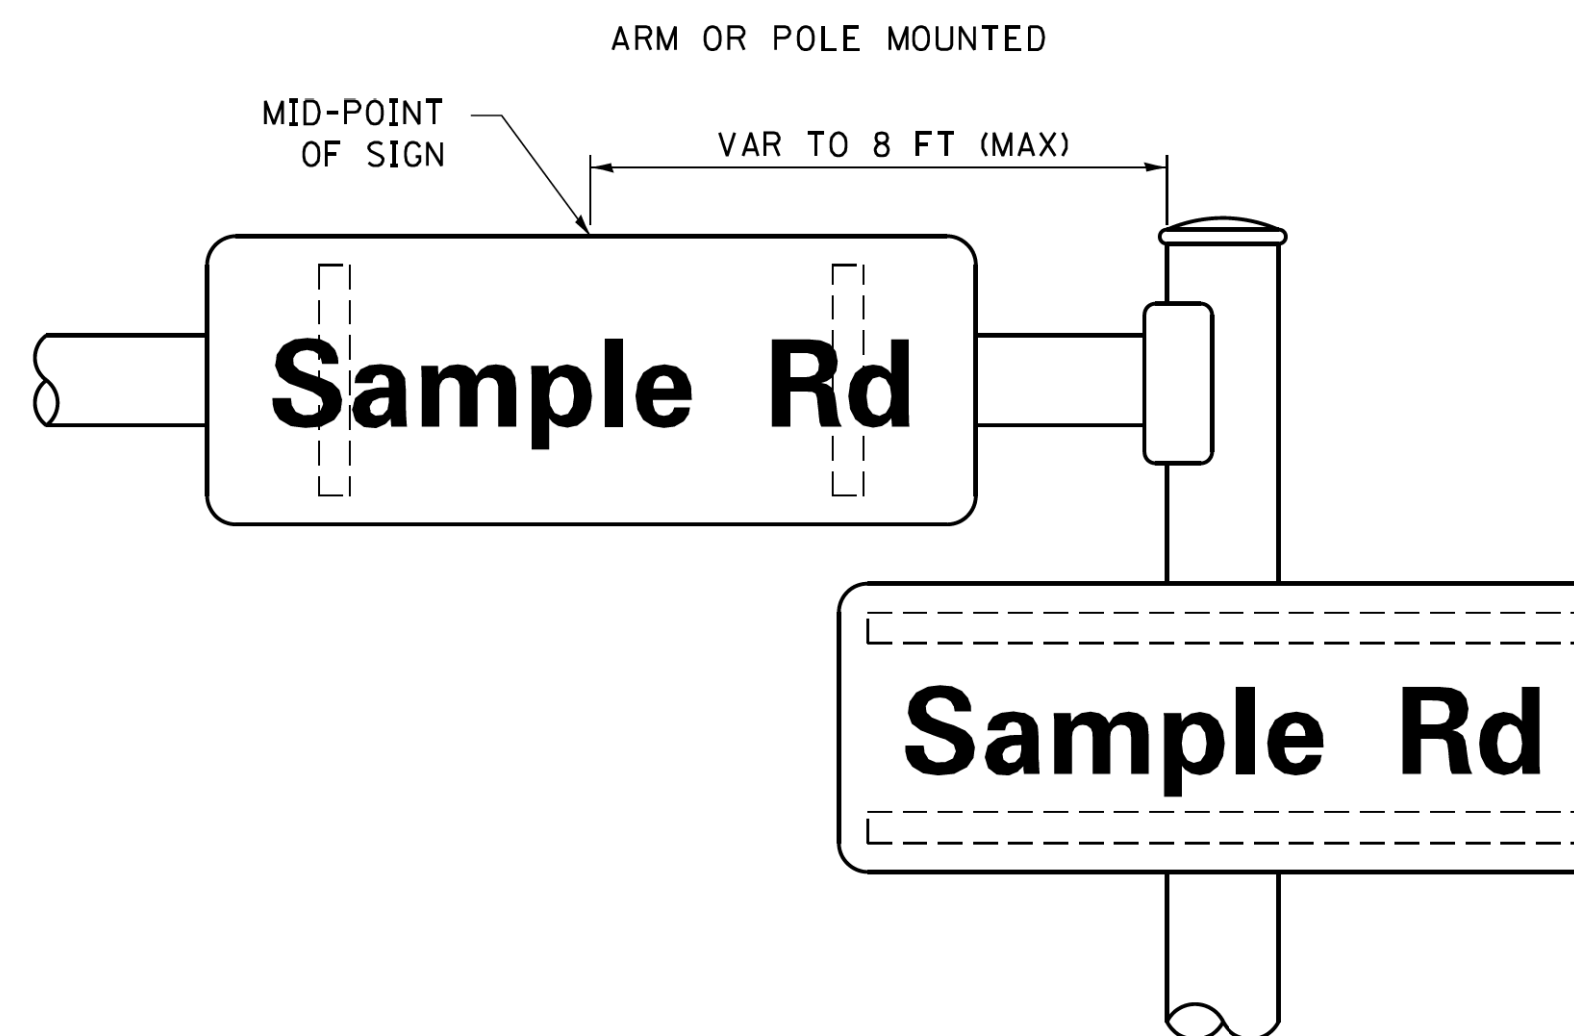 ARM OR POLE MOUNTED
MID-POINT
OF SIGN
VAR TO 8 FT (MAX)
Sample Rd
Sample Rd